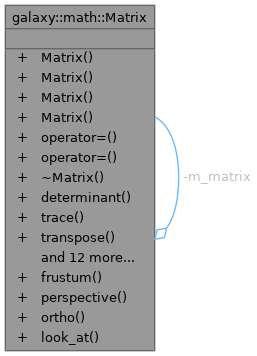 galaxy::math::Matrix
+ Matrix()
+ Matrix()
+ Matrix()
+ Matrix()
+ operator=()
+ operator=()
+ ~Matrix()
+ determinant()
+ trace()
+ transpose()
and 12 more...
+ frustum()
+ perspective()
+ ortho()
+ look_at()
-m_matrix